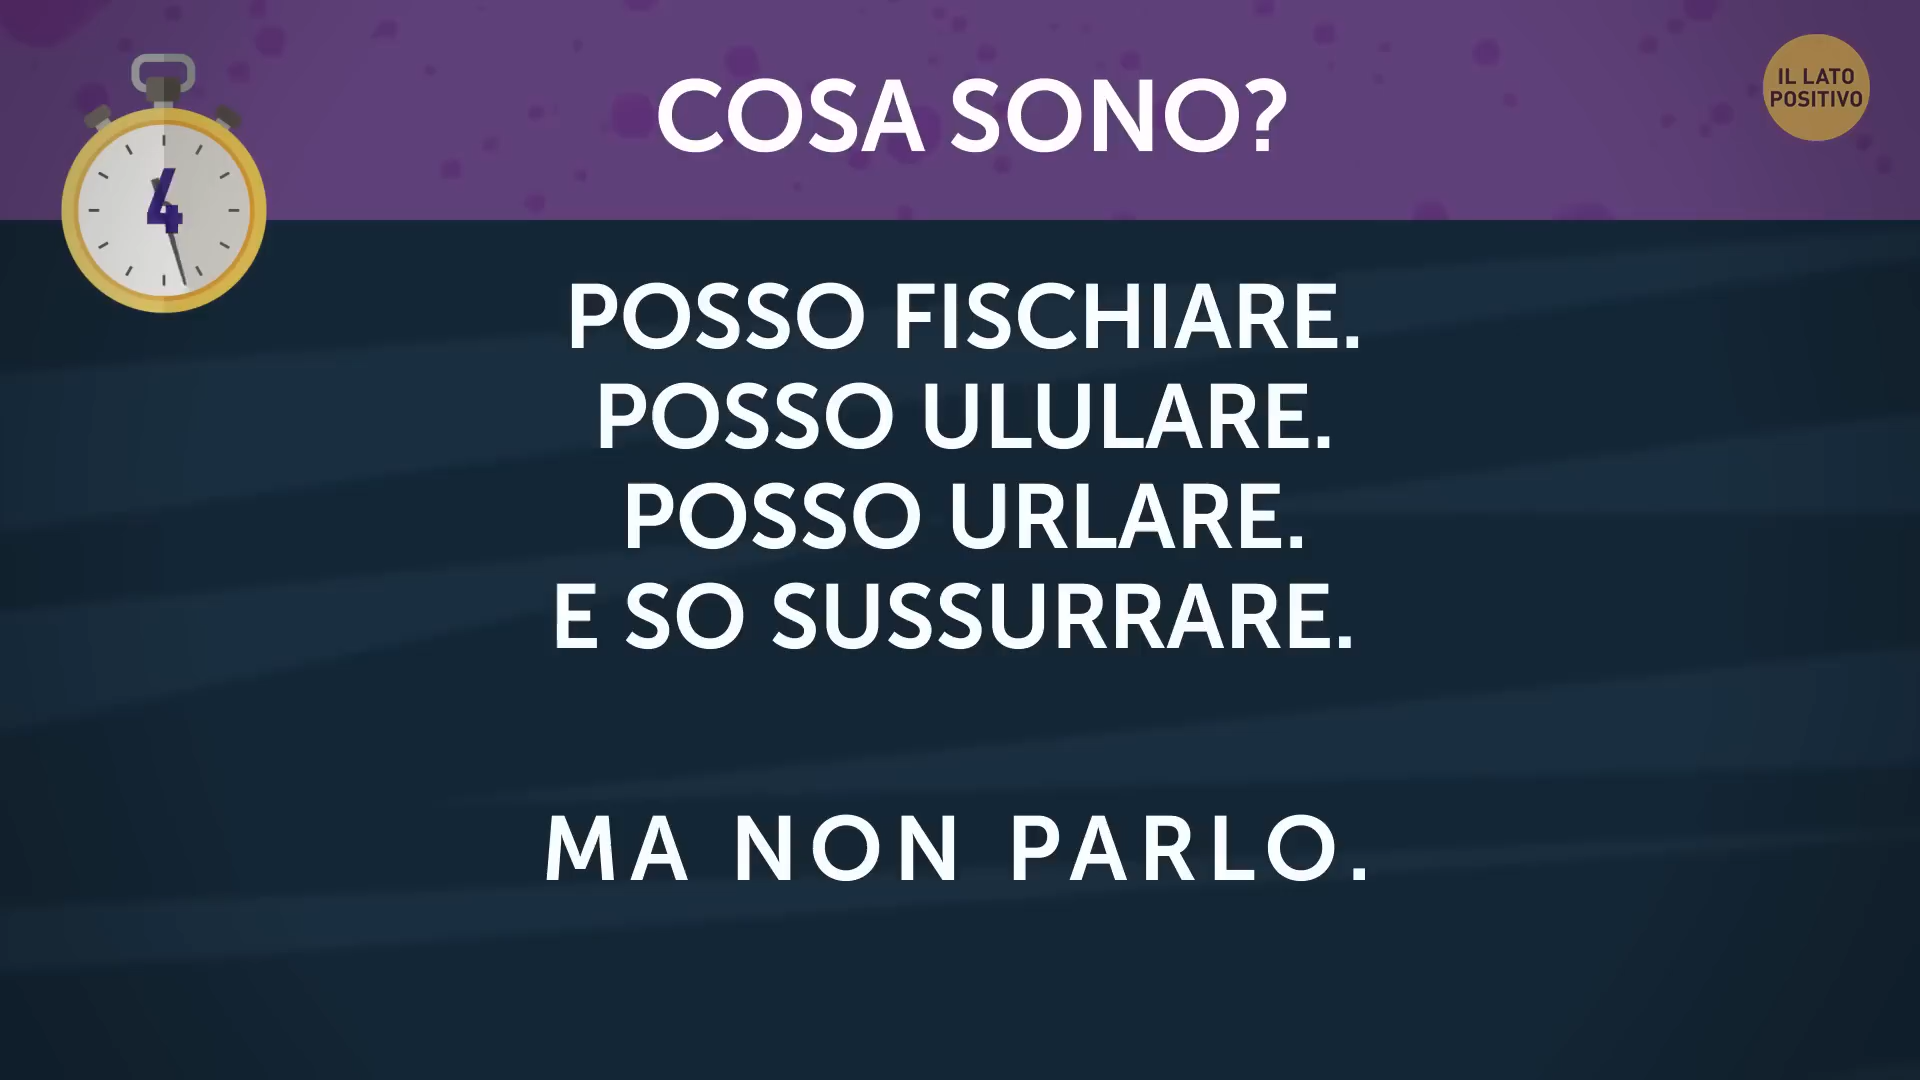 COSA SONO?
IL LATO
POSITIVO
4
POSSO FISCHIARE.
POSSO ULULARE.
POSSO URLARE.
E SO SUSSURRARE.
MA NON PARLO.